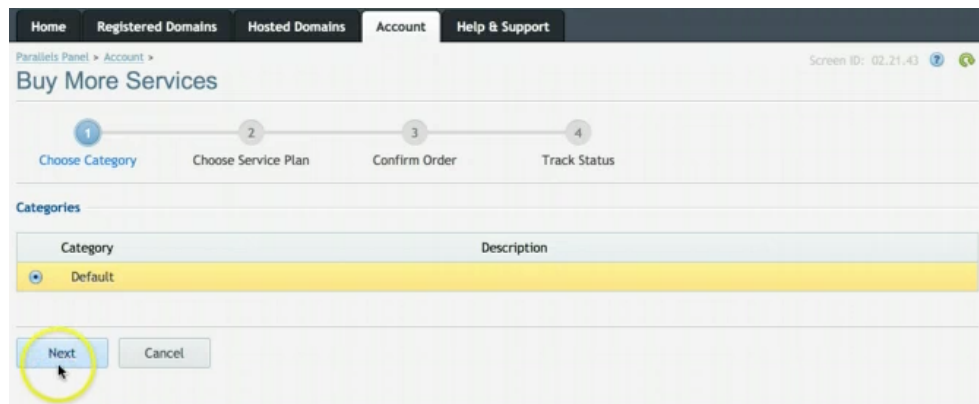 Home Registered Domains Hosted Domains Account Help & Support
Parallels Panel > Account >
Screen ID: 02.21.43
Buy More Services
1 2 3 4
Choose Category Choose Service Plan Confirm Order Track Status
Categories
Category Description
Default
Next Cancel